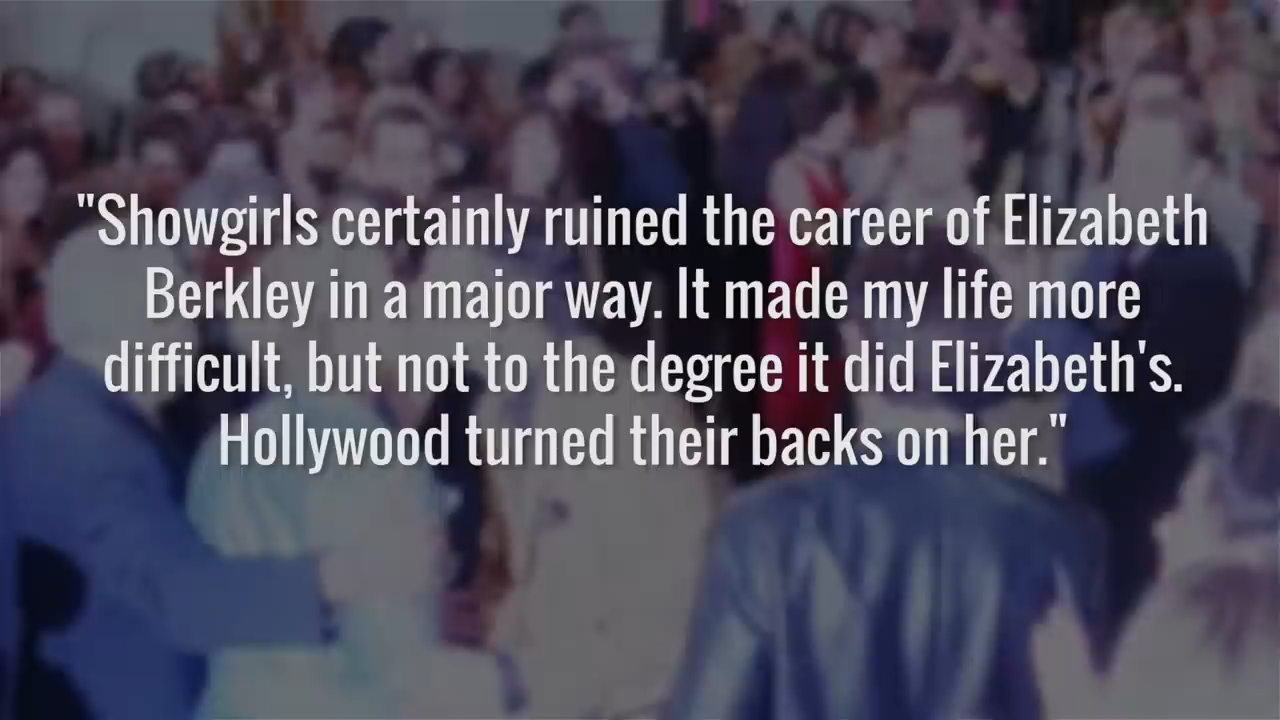 "Showgirls certainly ruined the career of Elizabeth
Berkley in a major way. It made my life more
difficult, but not to the degree it did Elizabeth's.
Hollywood turned their backs on her."